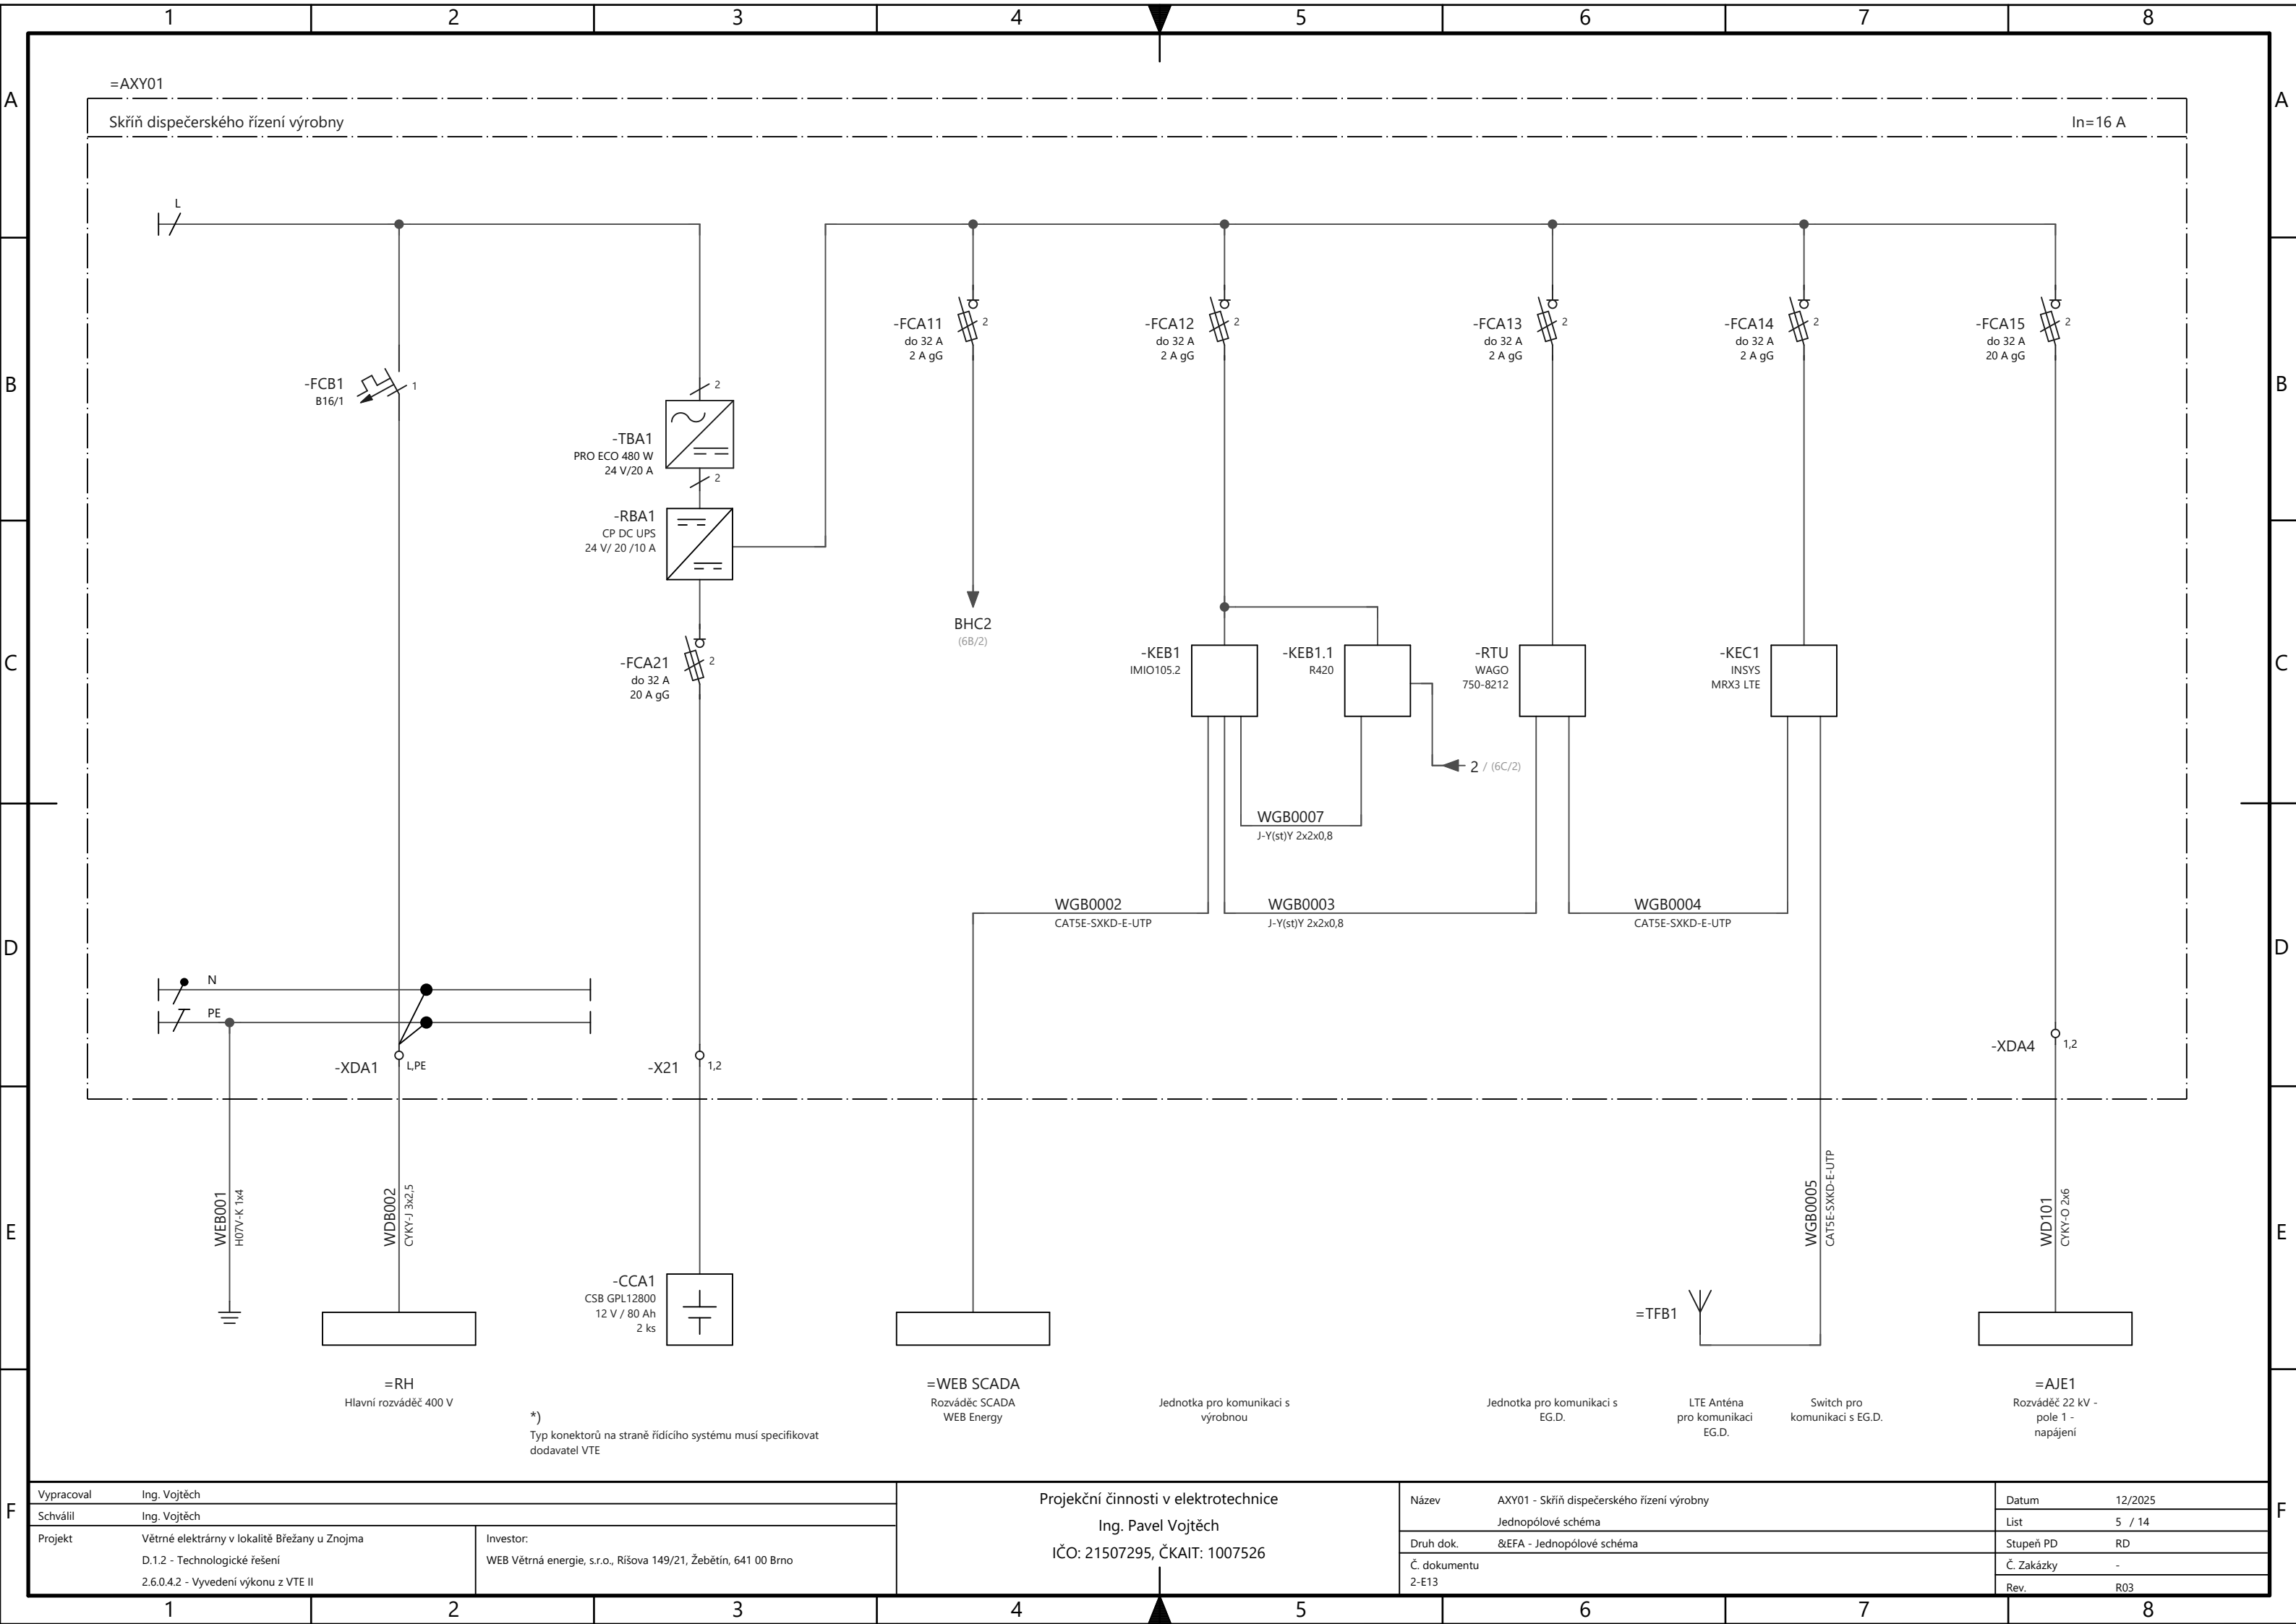 1 2 3 4 5 6 7 8
A A
=AXY01
Skříň dispečerského řízení výrobny In=16 A
L
B B
-FCB1
B16/1
1
2
-TBA1
PRO ECO 480 W
24 V/20 A
2
-RBA1
CP DC UPS
24 V/ 20 /10 A
-FCA21
do 32 A
20 A gG
2
-FCA11
do 32 A
2 A gG
2
BHC2
(6B/2)
-FCA12
do 32 A
2 A gG
2
-FCA13
do 32 A
2 A gG
2
-FCA14
do 32 A
2 A gG
2
-FCA15
do 32 A
20 A gG
2
C C
-KEB1
IMIO105.2
-KEB1.1
R420
-RTU
WAGO
750-8212
-KEC1
INSYS
MRX3 LTE
2 / (6C/2)
WGB0007
J-Y(st)Y 2x2x0,8
WGB0002
CAT5E-SXKD-E-UTP
WGB0003
J-Y(st)Y 2x2x0,8
WGB0004
CAT5E-SXKD-E-UTP
D D
N
PE
-XDA1 L,PE
-X21 1,2
-XDA4 1,2
E E
WEB001
H07V-K 1x4
WDB002
CYKY-J 3x2,5
WGB0005
CAT5E-SXKD-E-UTP
WD101
CYKY-O 2x6
-CCA1
CSB GPL12800
12 V / 80 Ah
2 ks
=TFB1
=RH
Hlavní rozváděč 400 V
*)
Typ konektorů na straně řídícího systému musí specifikovat
dodavatel VTE
=WEB SCADA
Rozváděc SCADA
WEB Energy
Jednotka pro komunikaci s
výrobnou
Jednotka pro komunikaci s
EG.D.
LTE Anténa
pro komunikaci
EG.D.
Switch pro
komunikaci s EG.D.
=AJE1
Rozváděč 22 kV -
pole 1 -
napájení
F F
Vypracoval Ing. Vojtěch
Schválil Ing. Vojtěch
Projekt Větrné elektrárny v lokalitě Břežany u Znojma
D.1.2 - Technologické řešení
2.6.0.4.2 - Vyvedení výkonu z VTE II
Investor:
WEB Větrná energie, s.r.o., Ríšova 149/21, Žebětín, 641 00 Brno
Projekční činnosti v elektrotechnice
Ing. Pavel Vojtěch
IČO: 21507295, ČKAIT: 1007526
Název AXY01 - Skříň dispečerského řízení výrobny
Jednopólové schéma
Druh dok. &EFA - Jednopólové schéma
Č. dokumentu
2-E13
Datum 12/2025
List 5 / 14
Stupeň PD RD
Č. Zakázky -
Rev. R03
1 2 3 4 5 6 7 8